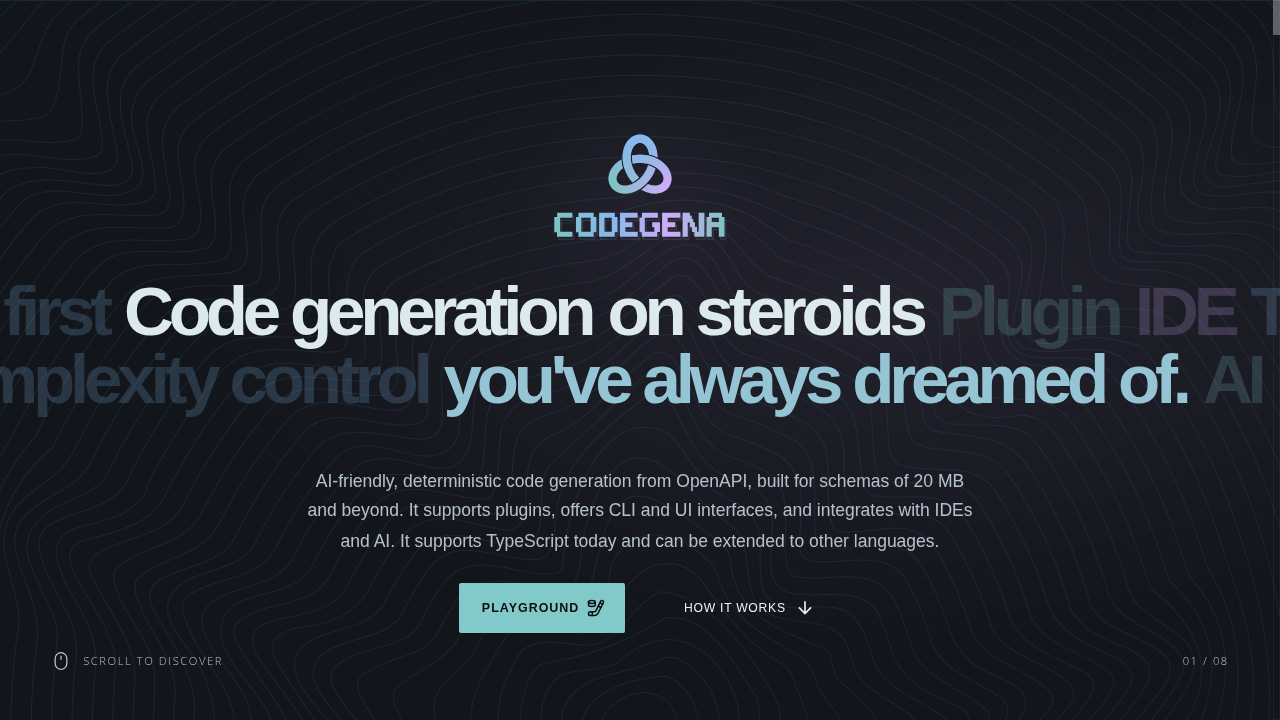 CODEGENA
first Code generation on steroids Plugin IDE T
mplexity control you've always dreamed of. AI
AI-friendly, deterministic code generation from OpenAPI, built for schemas of 20 MB
and beyond. It supports plugins, offers CLI and UI interfaces, and integrates with IDEs
and AI. It supports TypeScript today and can be extended to other languages.
PLAYGROUND
HOW IT WORKS
SCROLL TO DISCOVER
01 / 08